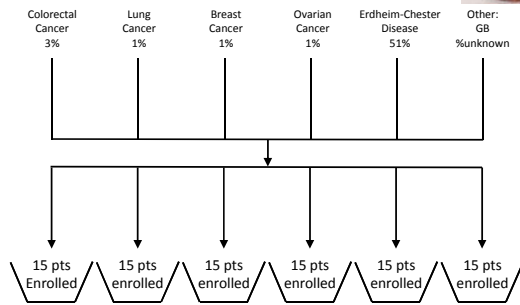 Colorectal
Cancer
3%
Lung
Cancer
1%
Breast
Cancer
1%
Ovarian
Cancer
1%
Erdheim-Chester
Disease
51%
Other:
GB
%unknown
15 pts
Enrolled
15 pts
enrolled
15 pts
enrolled
15 pts
enrolled
15 pts
enrolled
15 pts
enrolled